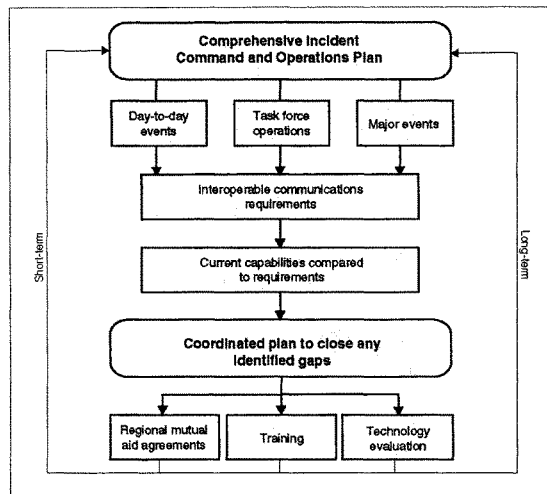 Comprehensive Incident
Command and Operations Plan
Day-to-day
events
Task force
operations
Major events
Interoperable communications
requirements
Current capabilities compared
to requirements
Coordinated plan to close any
identified gaps
Regional mutual
aid agreements
Training
Technology
evaluation
Short-term
Long-term